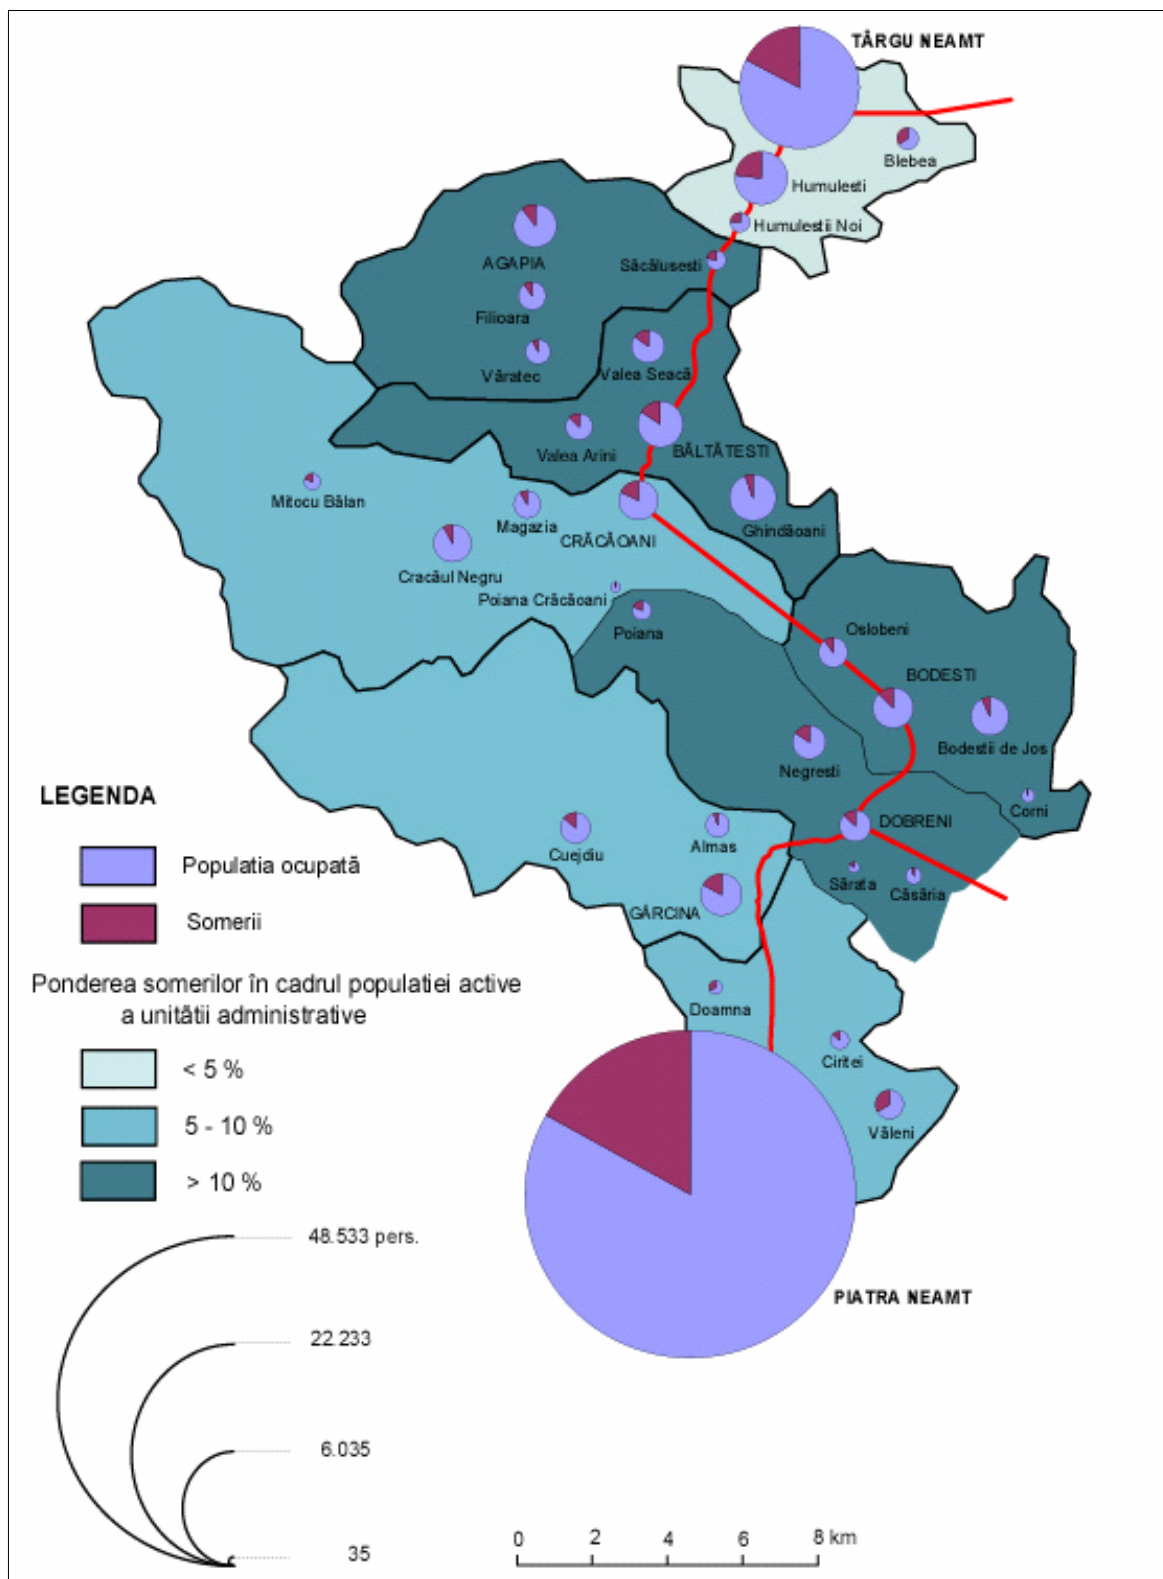 TÂRGU NEAMT
Blebea
Humulesti
Humulestii Noi
Săcălusesti
AGAPIA
Filioara
Văratec
Valea Seacă
Valea Arini
BĂLTĂTESTI
Ghindăoani
Mitocu Bălan
Magazia
CRĂCĂOANI
Cracăul Negru
Poiana Crăcăoani
Poiana
Oslobeni
BODESTI
Bodestii de Jos
Negresti
Corni
DOBRENI
Sărata
Căsăria
Cuejdiu
Almas
GÂRCINA
Doamna
Ciritei
Văleni
PIATRA NEAMT
LEGENDA
Populatia ocupată
Somerii
Ponderea somerilor în cadrul populatiei active
a unitătii administrative
< 5 %
5 - 10 %
> 10 %
48.533 pers.
22.233
6.035
35
0 2 4 6 8 km